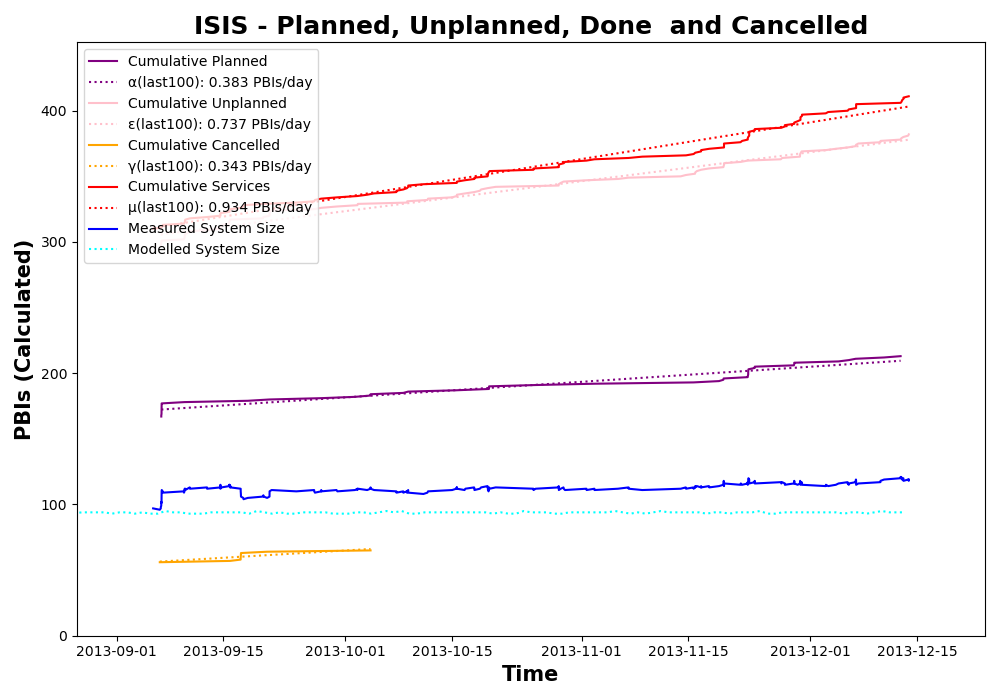 ISIS - Planned, Unplanned, Done  and Cancelled
Cumulative Planned
α(last100): 0.383 PBIs/day
Cumulative Unplanned
ε(last100): 0.737 PBIs/day
Cumulative Cancelled
γ(last100): 0.343 PBIs/day
Cumulative Services
μ(last100): 0.934 PBIs/day
Measured System Size
Modelled System Size
PBIs (Calculated)
400
300
200
100
0
2013-09-01 2013-09-15 2013-10-01 2013-10-15 2013-11-01 2013-11-15 2013-12-01 2013-12-15
Time